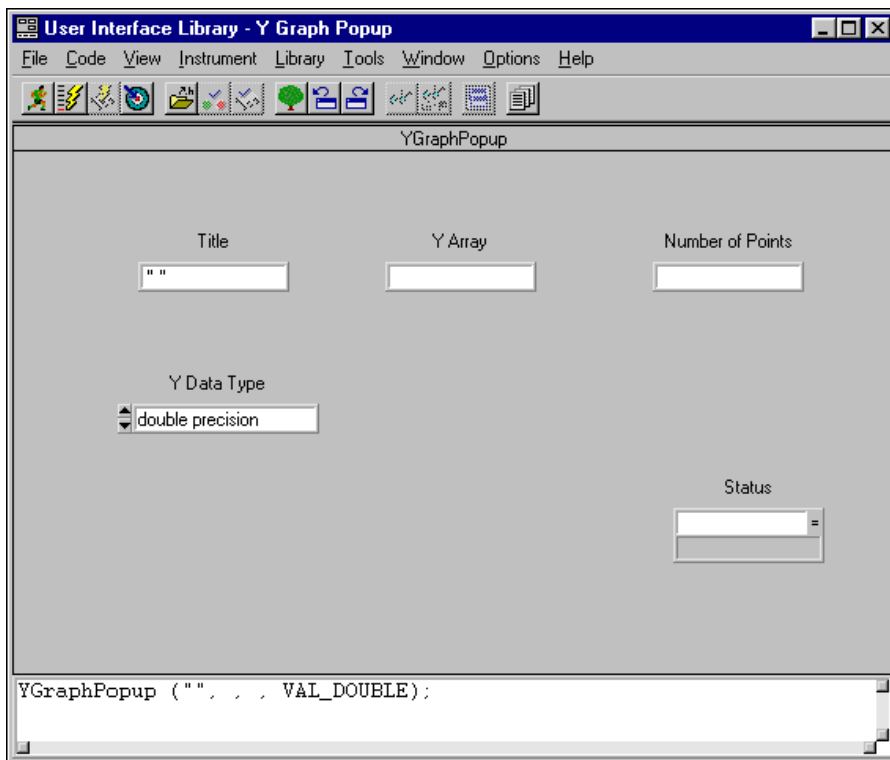 User Interface Library - Y Graph Popup
File Code View Instrument Library Tools Window Options Help
YGraphPopup
Title Y Array Number of Points
" "
Y Data Type
double precision
Status
=
YGraphPopup ("", , , VAL_DOUBLE);